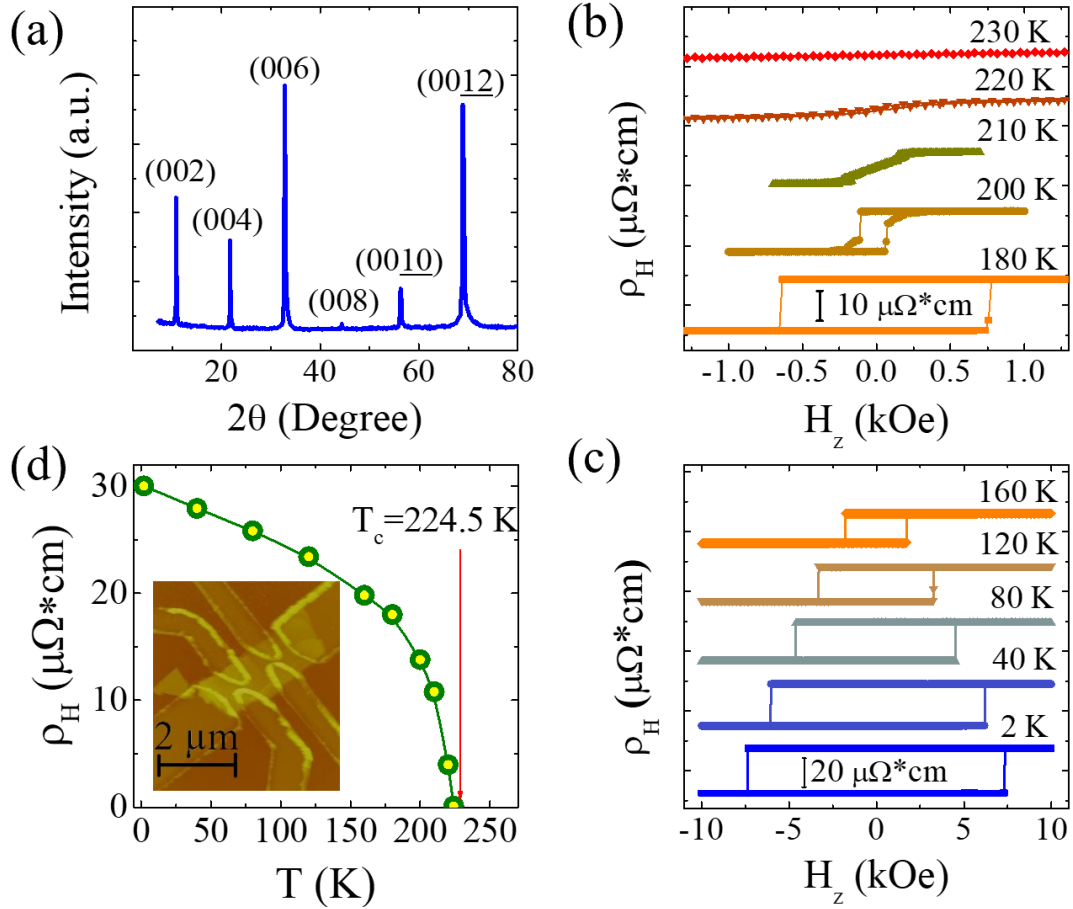 (a)
Intensity (a.u.)
(002)
(004)
(006)
(008)
(0010)
(0012)
20
40
60
80
2θ (Degree)
(b)
ρH (μΩ*cm)
230 K
220 K
210 K
200 K
180 K
10 μΩ*cm
-1.0
-0.5
0.0
0.5
1.0
Hz (kOe)
(d)
ρH (μΩ*cm)
30
20
10
0
Tc=224.5 K
2 μm
0
50
100
150
200
250
T (K)
(c)
ρH (μΩ*cm)
160 K
120 K
80 K
40 K
2 K
20 μΩ*cm
-10
-5
0
5
10
Hz (kOe)